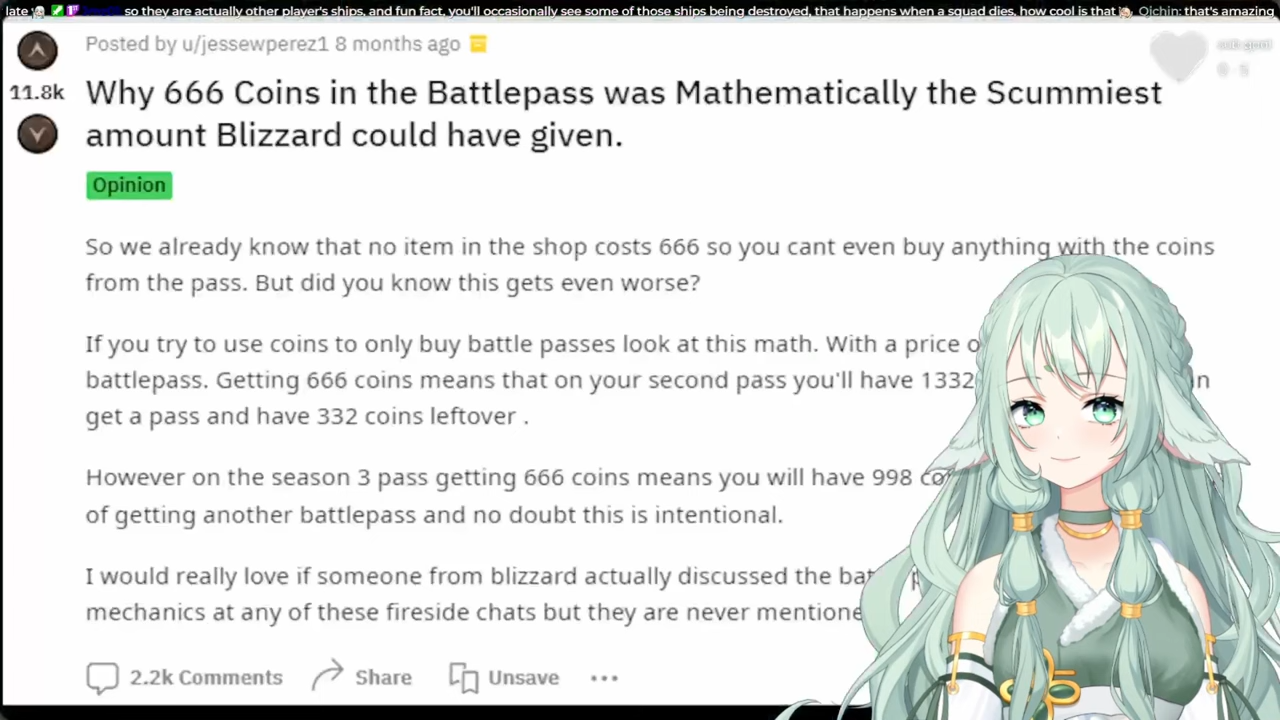 late so they are actually other player's ships, and fun fact, you'll occasionally see some of those ships being destroyed, that happens when a squad dies, how cool is that Qichin: that's amazing
Posted by u/jessewperez1 8 months ago
11.8k
Why 666 Coins in the Battlepass was Mathematically the Scummiest
amount Blizzard could have given.
Opinion
So we already know that no item in the shop costs 666 so you cant even buy anything with the coins
from the pass. But did you know this gets even worse?
If you try to use coins to only buy battle passes look at this math. With a price
battlepass. Getting 666 coins means that on your second pass you'll have 1332
get a pass and have 332 coins leftover .
However on the season 3 pass getting 666 coins means you will have 998
of getting another battlepass and no doubt this is intentional.
I would really love if someone from blizzard actually discussed the
mechanics at any of these fireside chats but they are never
2.2k Comments Share Unsave ...